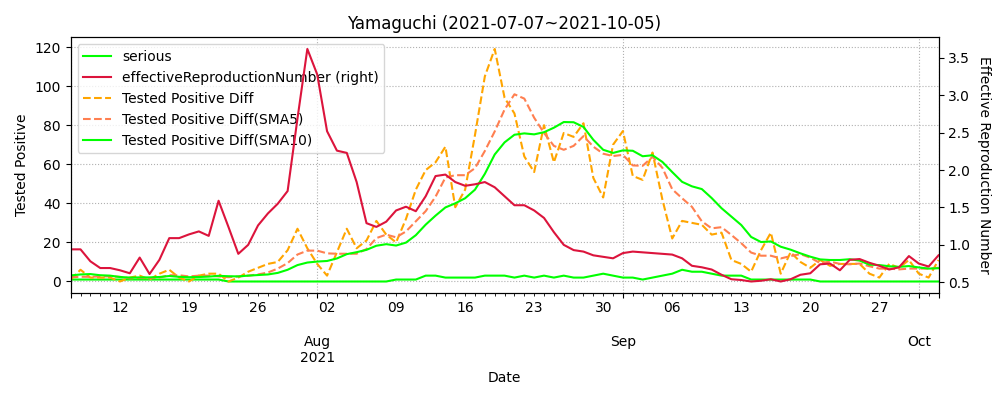 Yamaguchi (2021-07-07~2021-10-05)
serious
effectiveReproductionNumber (right)
Tested Positive Diff
Tested Positive Diff(SMA5)
Tested Positive Diff(SMA10)
Tested Positive
120
100
80
60
40
20
0
3.5
3.0
2.5
2.0
1.5
1.0
0.5
Effective Reproduction Number
12 19 26 02 09 16 23 30 06 13 20 27
Aug Sep Oct
2021
Date